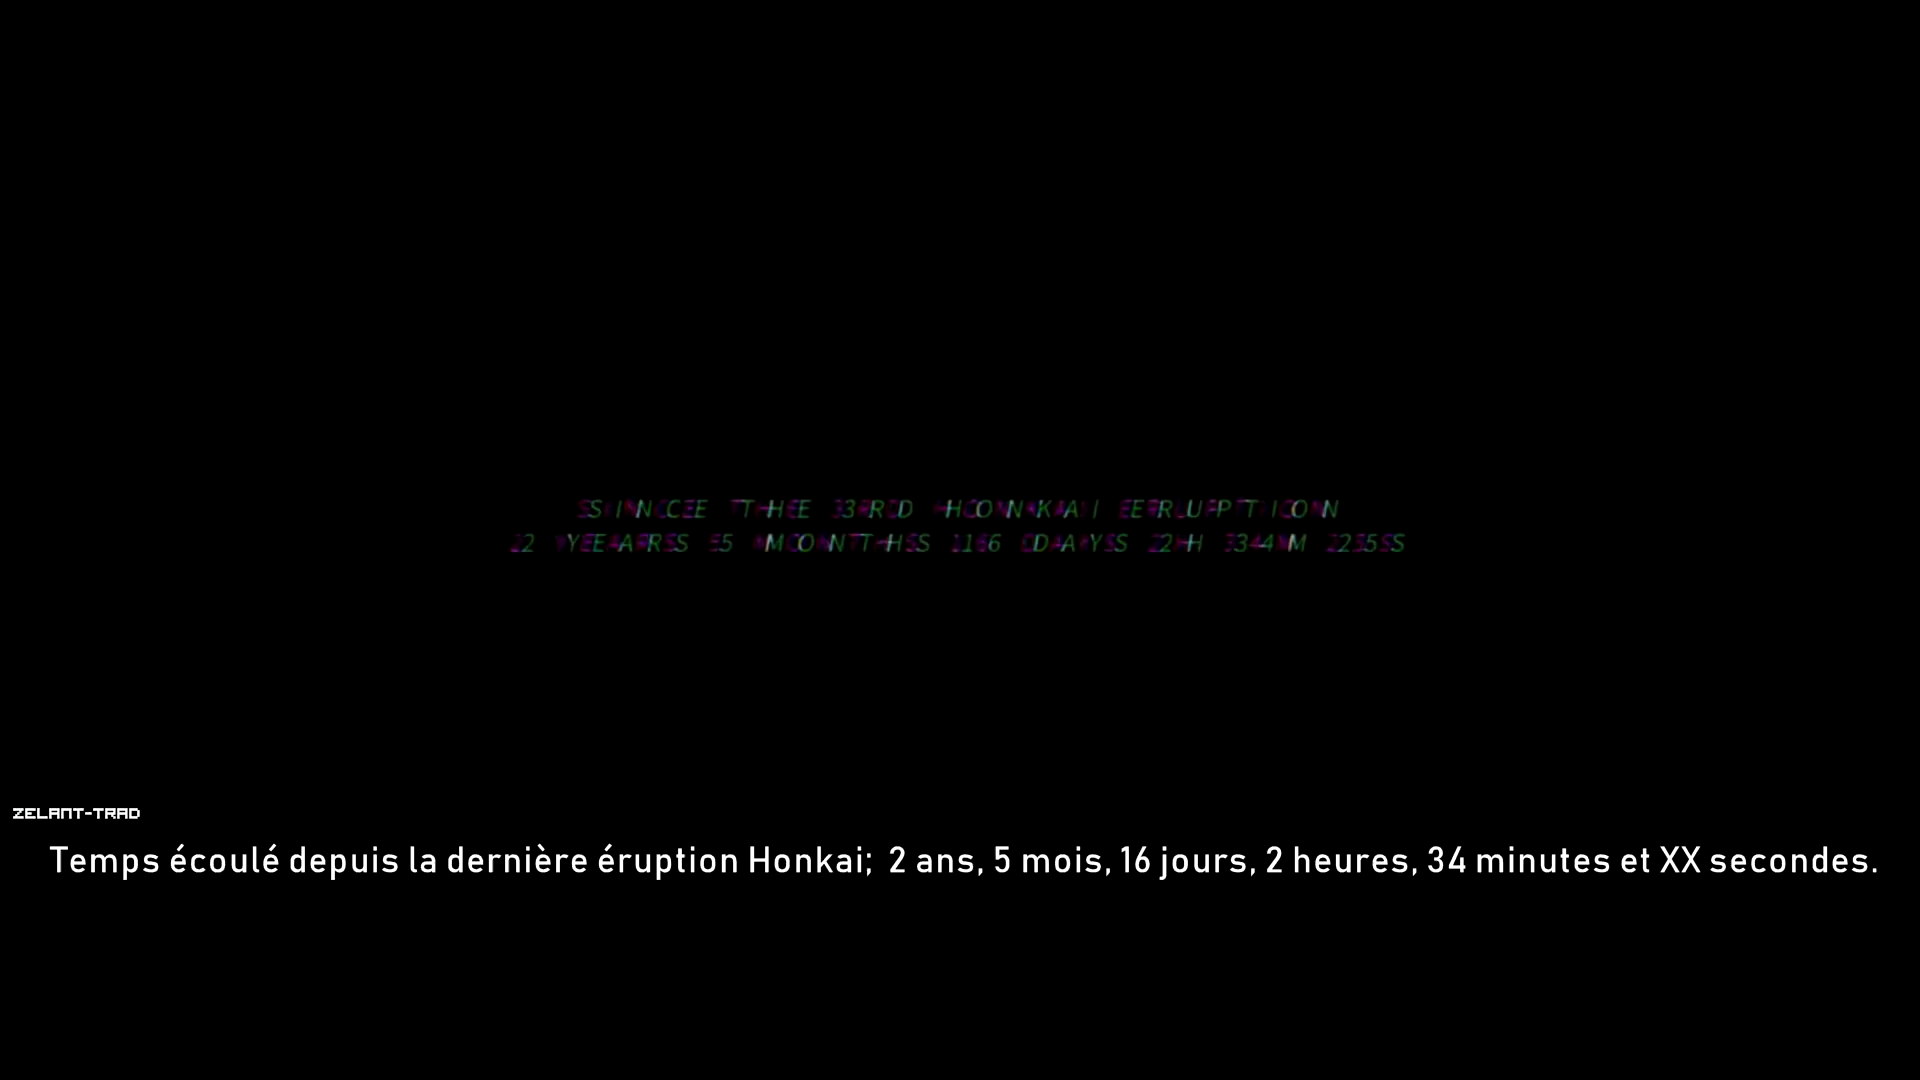 SINCE THE 3RD HONKAI ERUPTION
2 YEARS 5 MONTHS 16 DAYS 2H 34M 25S
ZELANT-TRAD
Temps écoulé depuis la dernière éruption Honkai; 2 ans, 5 mois, 16 jours, 2 heures, 34 minutes et XX secondes.